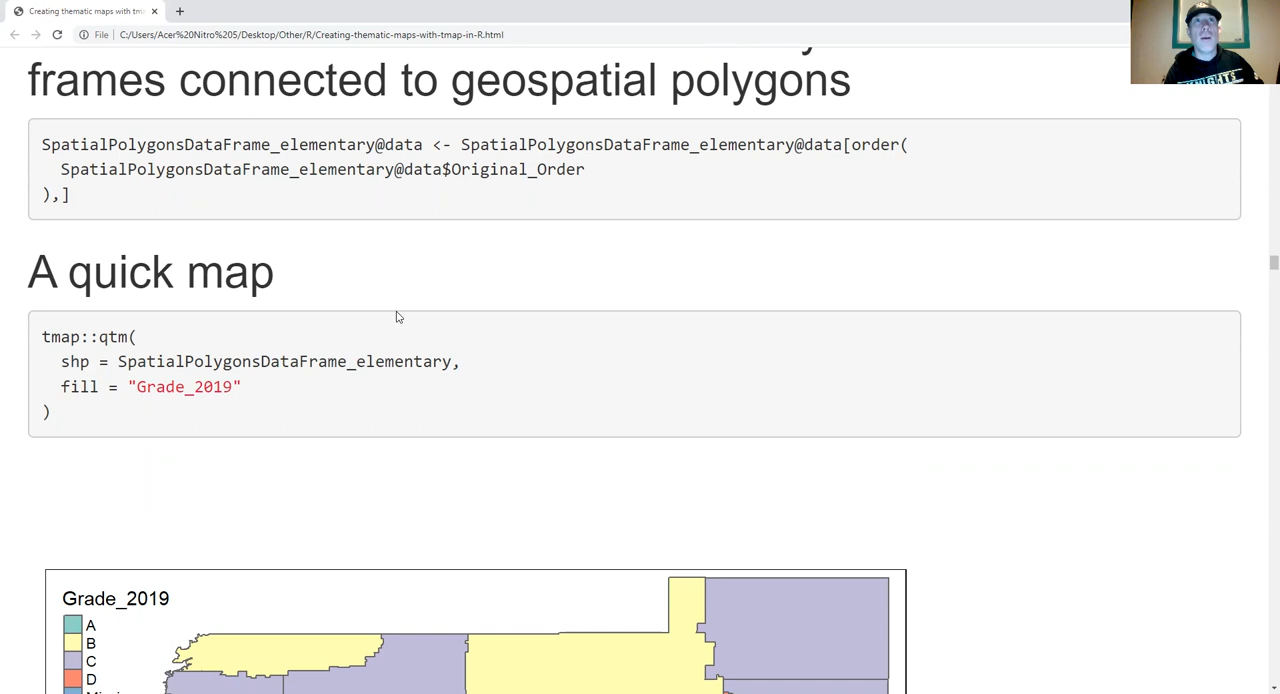 Creating thematic maps with tm
File C:/Users/Acer%20Nitro%205/Desktop/Other/R/Creating-thematic-maps-with-tmap-in-R.html
frames connected to geospatial polygons
SpatialPolygonsDataFrame_elementary@data <- SpatialPolygonsDataFrame_elementary@data[order(
SpatialPolygonsDataFrame_elementary@data$Original_Order
),]
A quick map
tmap::qtm(
shp = SpatialPolygonsDataFrame_elementary,
fill = "Grade_2019"
)
Grade_2019
A
B
C
D